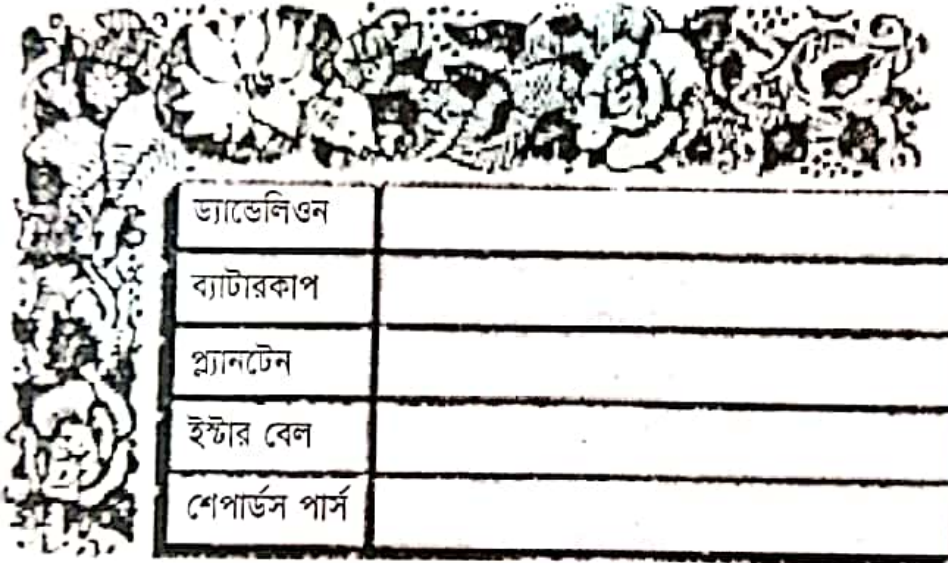 ড্যান্ডেলিওন
ব্যাটারকাপ
প্ল্যানটেন
ইস্টার বেল
শেপার্ডস পার্স